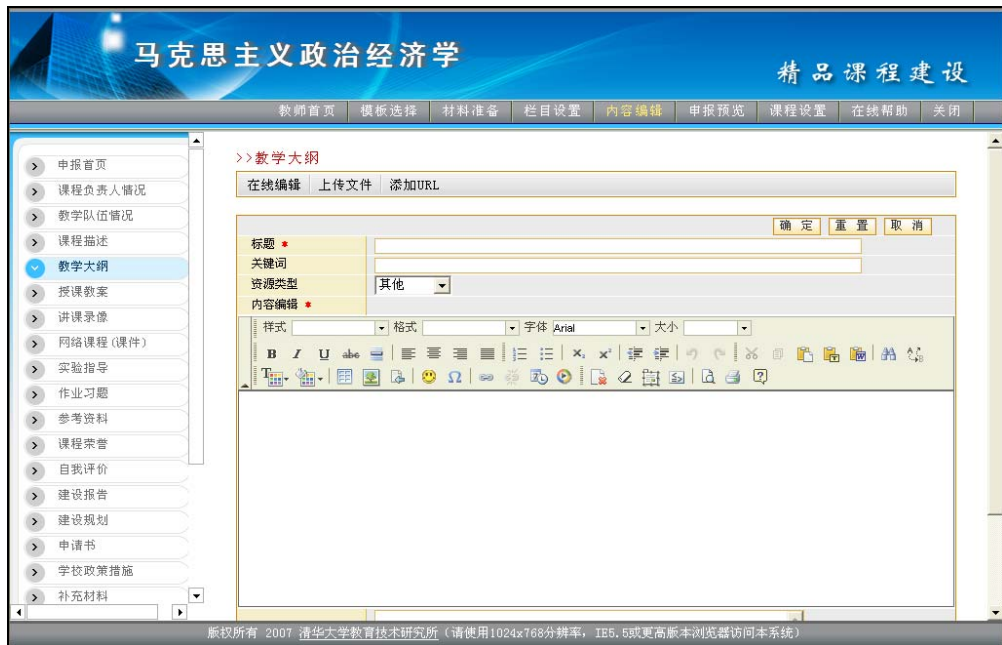 马克思主义政治经济学
精品课程建设
教师首页 模板选择 材料准备 栏目设置 内容编辑 申报预览 课程设置 在线帮助 关闭
申报首页
课程负责人情况
教学队伍情况
课程描述
教学大纲
授课教案
讲课录像
网络课程(课件)
实验指导
作业习题
参考资料
课程荣誉
自我评价
建设报告
建设规划
申请书
学校政策措施
补充材料
>>教学大纲
在线编辑 上传文件 添加URL
确 定 重 置 取 消
标题 *
关键词
资源类型 其他
内容编辑 *
样式 格式 字体 Arial 大小
版权所有 2007 清华大学教育技术研究所(请使用1024x768分辨率, IE5.5或更高版本浏览器访问本系统)